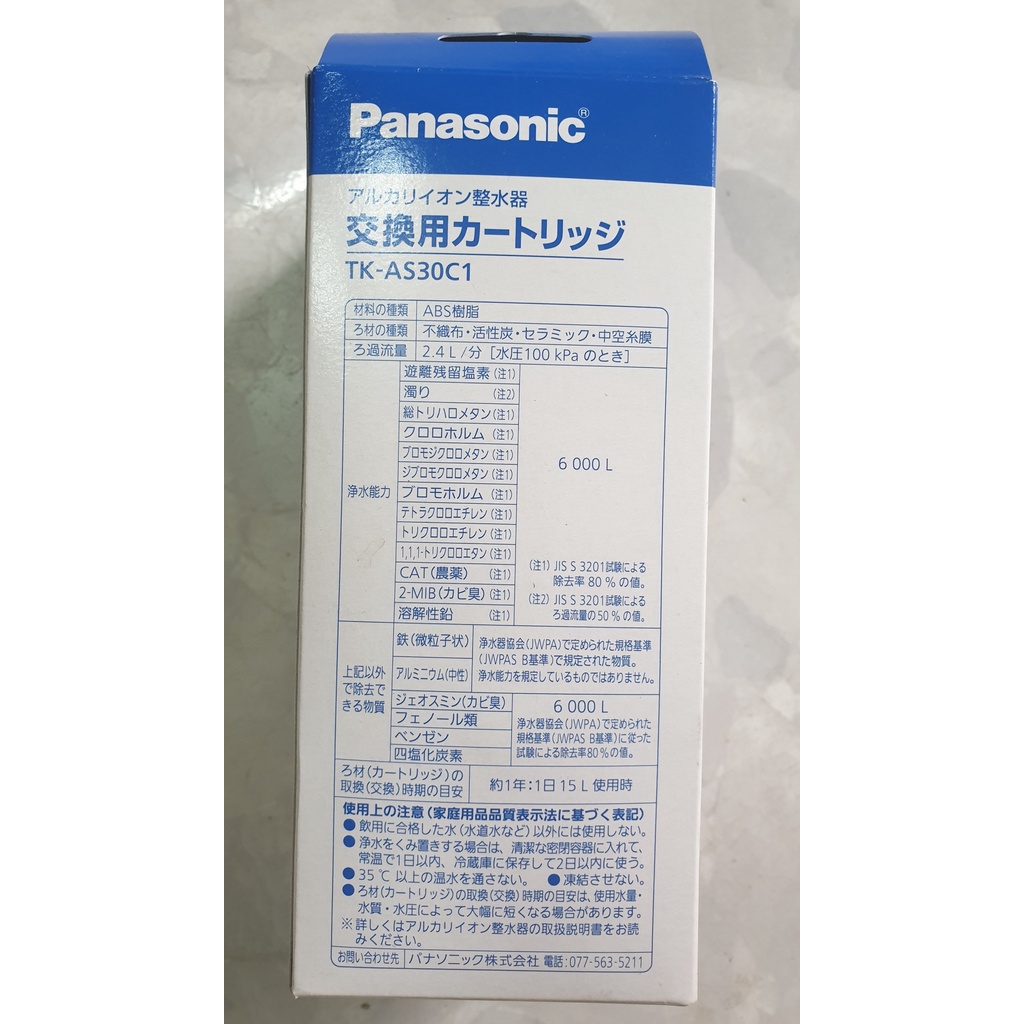 Panasonic®
アルカリイオン整水器
交換用カートリッジ
TK-AS30C1
材料の種類 ABS樹脂
ろ材の種類 不織布・活性炭・セラミック・中空糸膜
ろ過流量 2.4 L /分 [水圧100 kPa のとき]
浄水能力
遊離残留塩素 (注1)
濁り (注2)
総トリハロメタン (注1)
クロロホルム (注1)
ブロモジクロロメタン (注1)
ジブロモクロロメタン (注1)
ブロモホルム (注1)
テトラクロロエチレン (注1)
トリクロロエチレン (注1)
1,1,1-トリクロロエタン (注1)
CAT(農薬) (注1)
2-MIB(カビ臭) (注1)
溶解性鉛 (注1)
6 000 L
(注1) JIS S 3201試験による
除去率 80 % の値。
(注2) JIS S 3201試験による
ろ過流量の50 % の値。
上記以外
で除去で
きる物質
鉄(微粒子状)
アルミニウム(中性)
浄水器協会(JWPA)で定められた規格基準
(JWPAS B基準)で規定された物質。
浄水能力を規定しているものではありません。
ジェオスミン(カビ臭)
フェノール類
ベンゼン
四塩化炭素
6 000 L
浄水器協会(JWPA)で定められた
規格基準(JWPAS B基準)に従った
試験による除去率80%の値。
ろ材(カートリッジ)の
取換(交換)時期の目安
約1年:1日 15 L 使用時
使用上の注意(家庭用品品質表示法に基づく表記)
● 飲用に合格した水(水道水など)以外には使用しない。
● 浄水をくみ置きする場合は、清潔な密閉容器に入れて、
常温で1日以内、冷蔵庫に保存して2日以内に使う。
● 35 ℃ 以上の温水を通さない。 ● 凍結させない。
● ろ材(カートリッジ)の取換(交換)時期の目安は、使用水量・
水質・水圧によって大幅に短くなる場合があります。
※ 詳しくはアルカリイオン整水器の取扱説明書をお読
みください。
お問い合わせ先 パナソニック株式会社 電話:077-563-5211